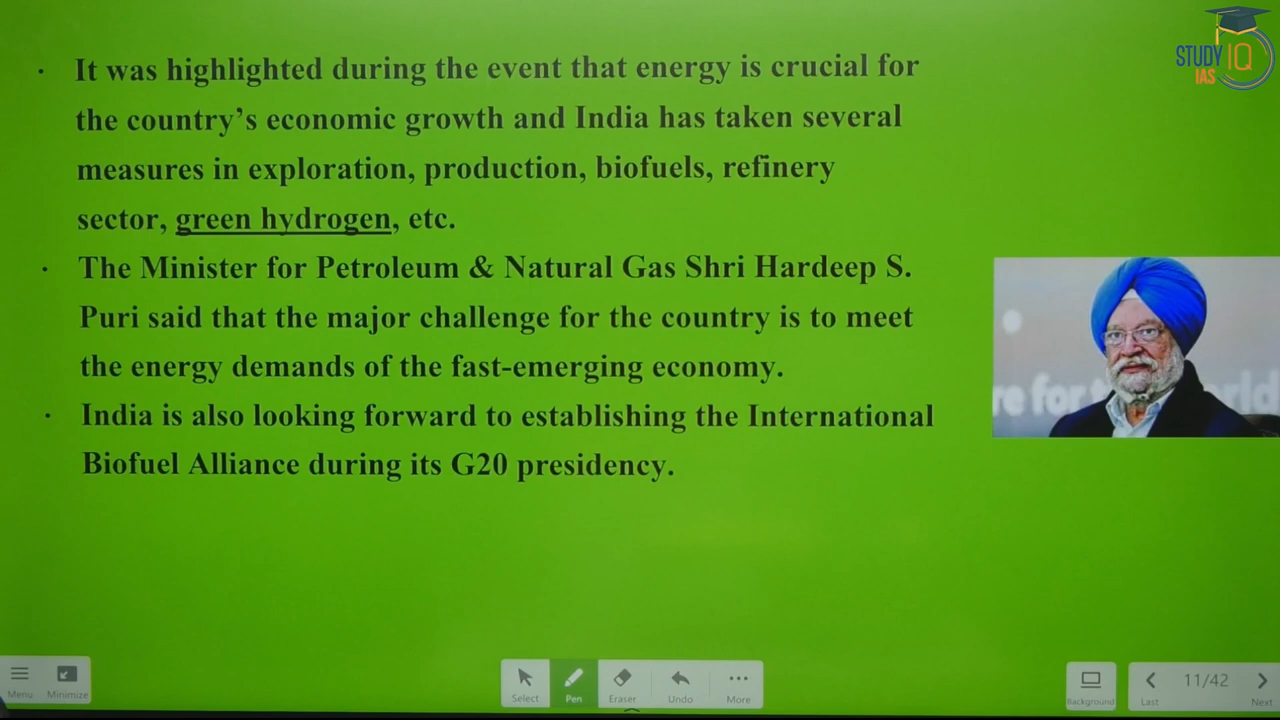 STUDY IQ
IAS
· It was highlighted during the event that energy is crucial for
the country’s economic growth and India has taken several
measures in exploration, production, biofuels, refinery
sector, green hydrogen, etc.
· The Minister for Petroleum & Natural Gas Shri Hardeep S.
Puri said that the major challenge for the country is to meet
the energy demands of the fast-emerging economy.
· India is also looking forward to establishing the International
Biofuel Alliance during its G20 presidency.
re for t orld
Menu Minimize Select Pen Eraser Undo More Background Last 11/42 Next